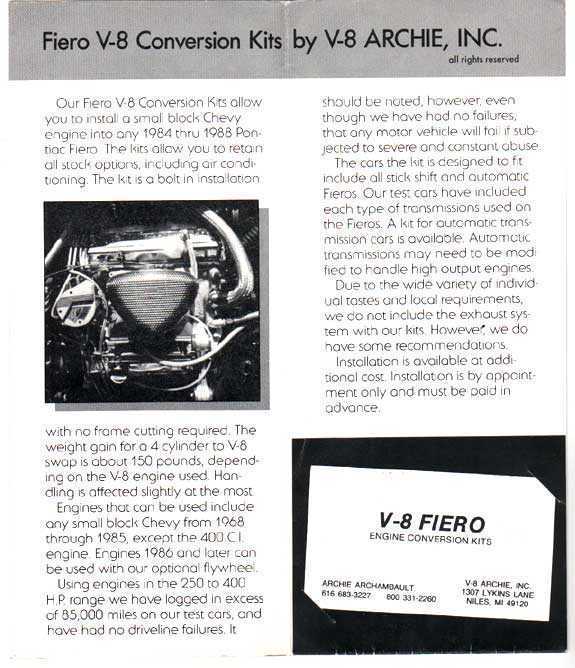 Fiero V-8 Conversion Kits by V-8 ARCHIE, INC.
all rights reserved
Our Fiero V-8 Conversion Kits allow
you to install a small block Chevy
engine into any 1984 thru 1988 Pon-
tiac Fiero. The kits allow you to retain
all stock options, including air condi-
tioning. The kit is a bolt in installation
with no frame cutting required. The
weight gain for a 4 cylinder to V-8
swap is about 150 pounds, depend-
ing on the V-8 engine used. Han-
dling is affected slightly at the most.
Engines that can be used include
any small block Chevy from 1968
through 1985, except the 400 C.I.
engine. Engines 1986 and later can
be used with our optional flywheel.
Using engines in the 250 to 400
H.P. range we have logged in excess
of 85,000 miles on our test cars, and
have had no driveline failures. It
should be noted, however, even
though we have had no failures,
that any motor vehicle will fail if sub-
jected to severe and constant abuse.
The cars the kit is designed to fit
include all stick shift and automatic
Fieros. Our test cars have included
each type of transmissions used on
the Fieros. A kit for automatic trans-
mission cars is available. Automatic
transmissions may need to be modi
fied to handle high output engines.
Due to the wide variety of individ-
ual tastes and local requirements,
we do not include the exhaust sys-
tem with our kits. However, we do
have some recommendations.
Installation is available at addi-
tional cost. Installation is by appoint-
ment only and must be paid in
advance.
V-8 FIERO
ENGINE CONVERSION KITS
ARCHIE ARCHAMBAULT
616 683-3227 800 331-2260
V-8 ARCHIE, INC.
1307 LYKINS LANE
NILES, MI 49120